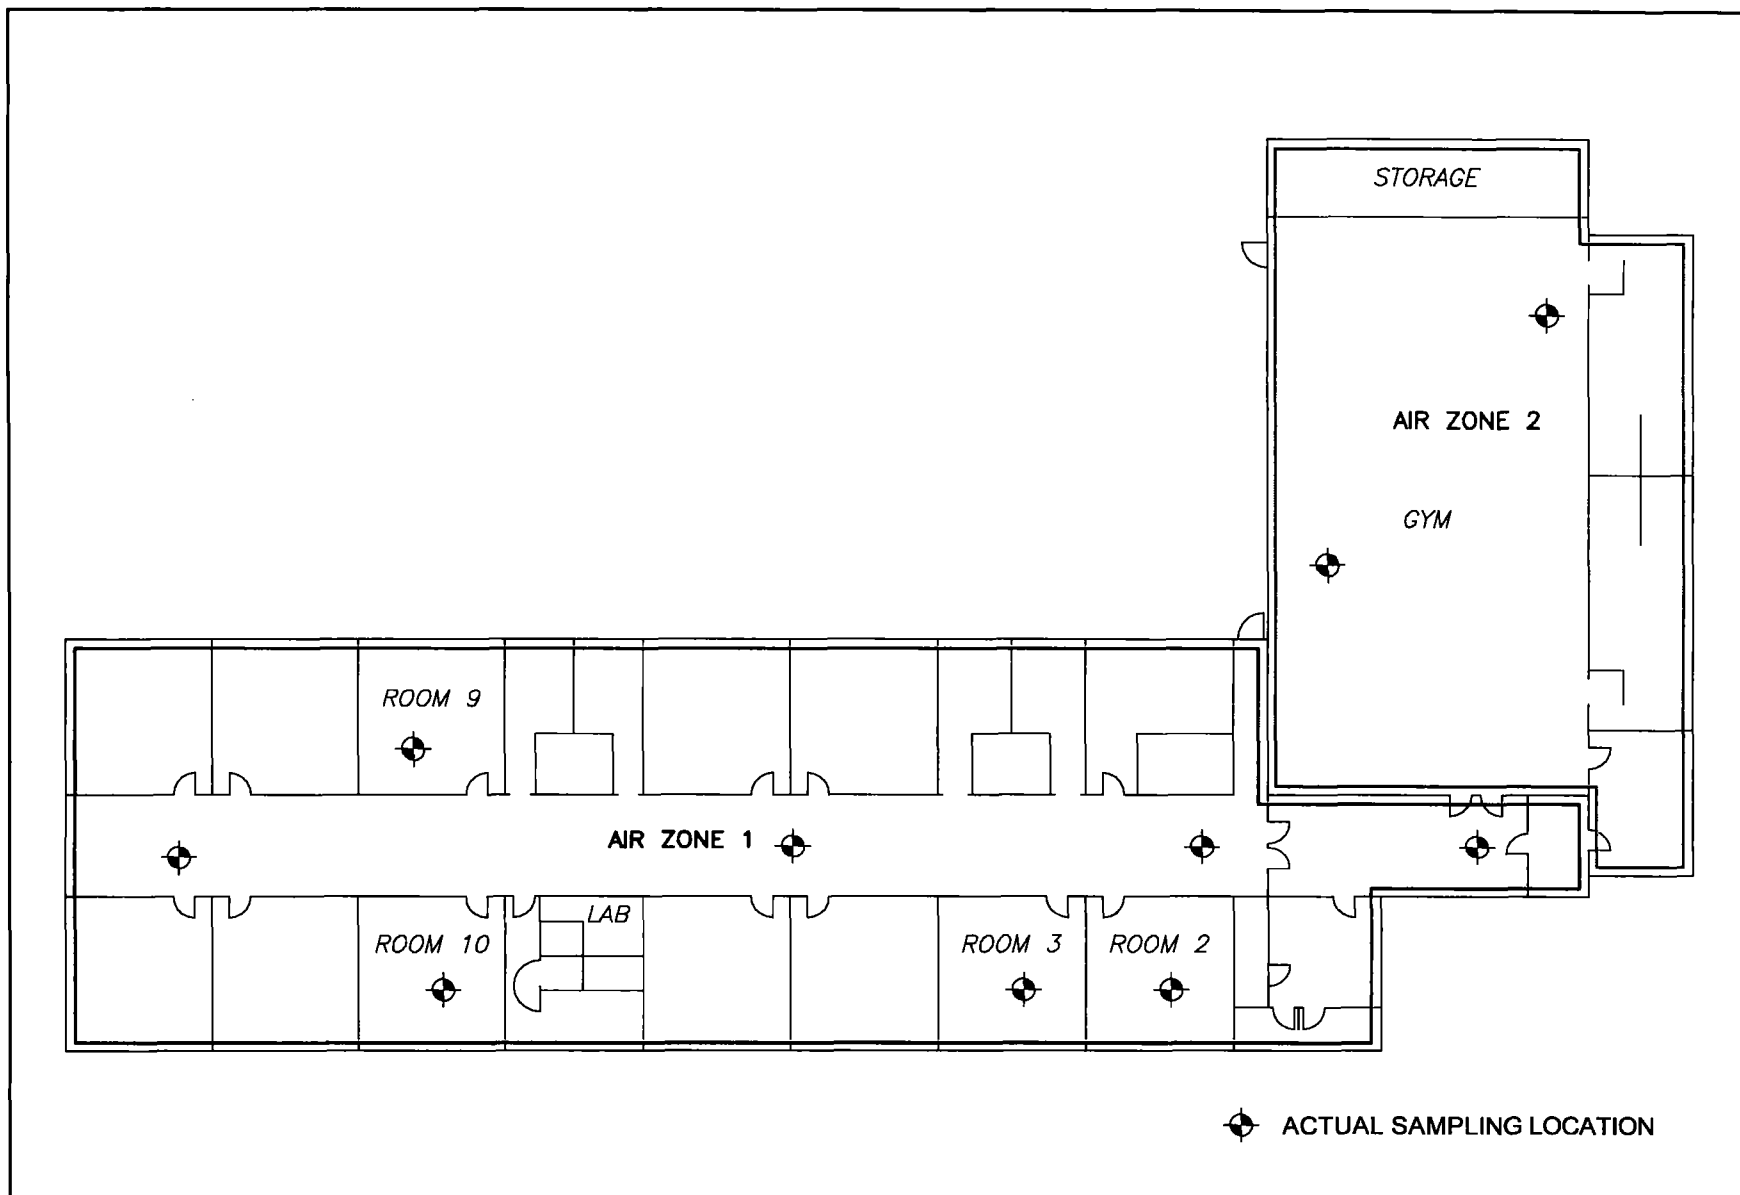 STORAGE
AIR ZONE 2
GYM
ROOM 9
AIR ZONE 1
LAB
ROOM 10
ROOM 3
ROOM 2
ACTUAL SAMPLING LOCATION